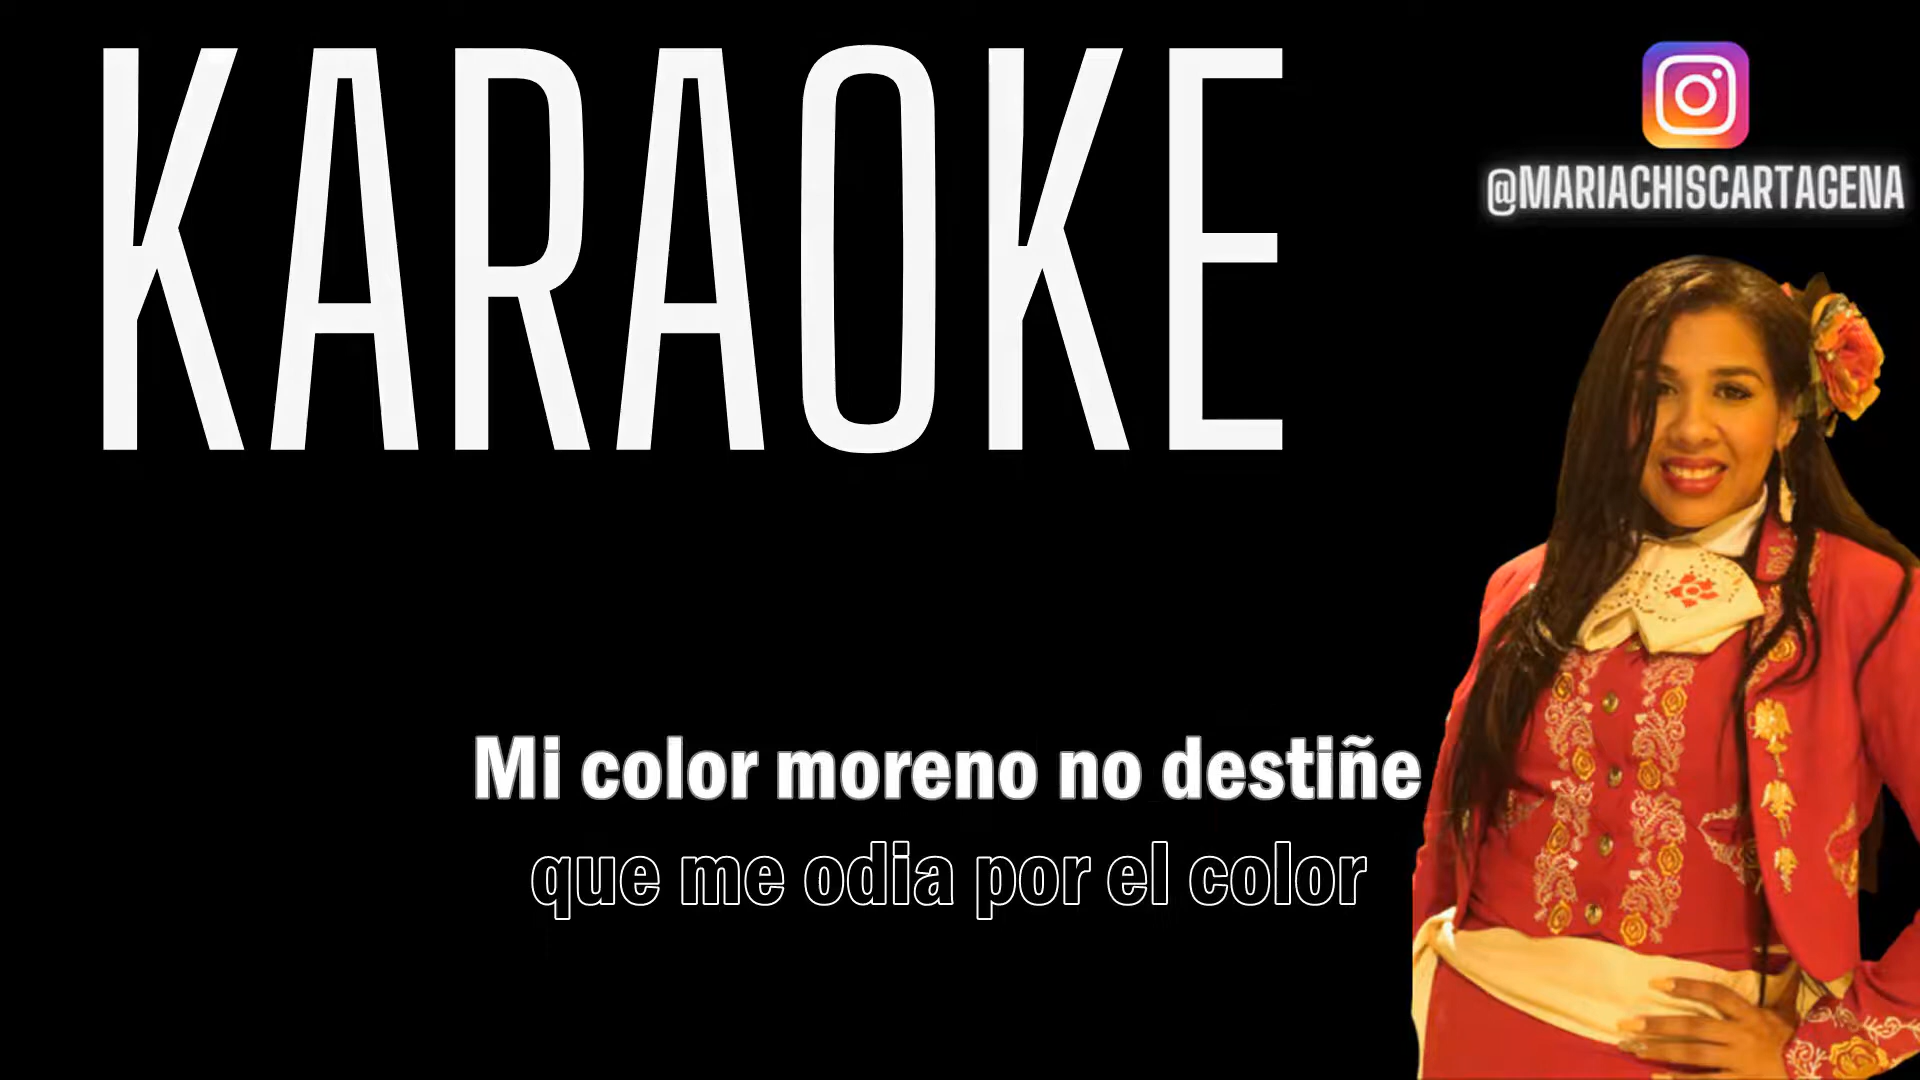 KARAOKE
@MARIACHISCARTAGENA
Mi color moreno no destiñe
que me odia por el color